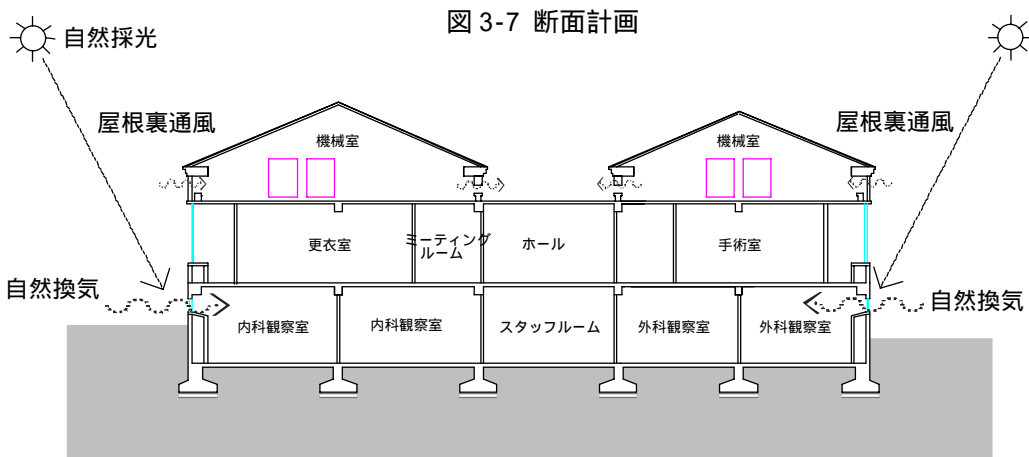 図 3-7 断面計画
自然採光
屋根裏通風
屋根裏通風
機械室
機械室
更衣室
ミーティング
ルーム
ホール
手術室
自然換気
自然換気
内科観察室
内科観察室
スタッフルーム
外科観察室
外科観察室